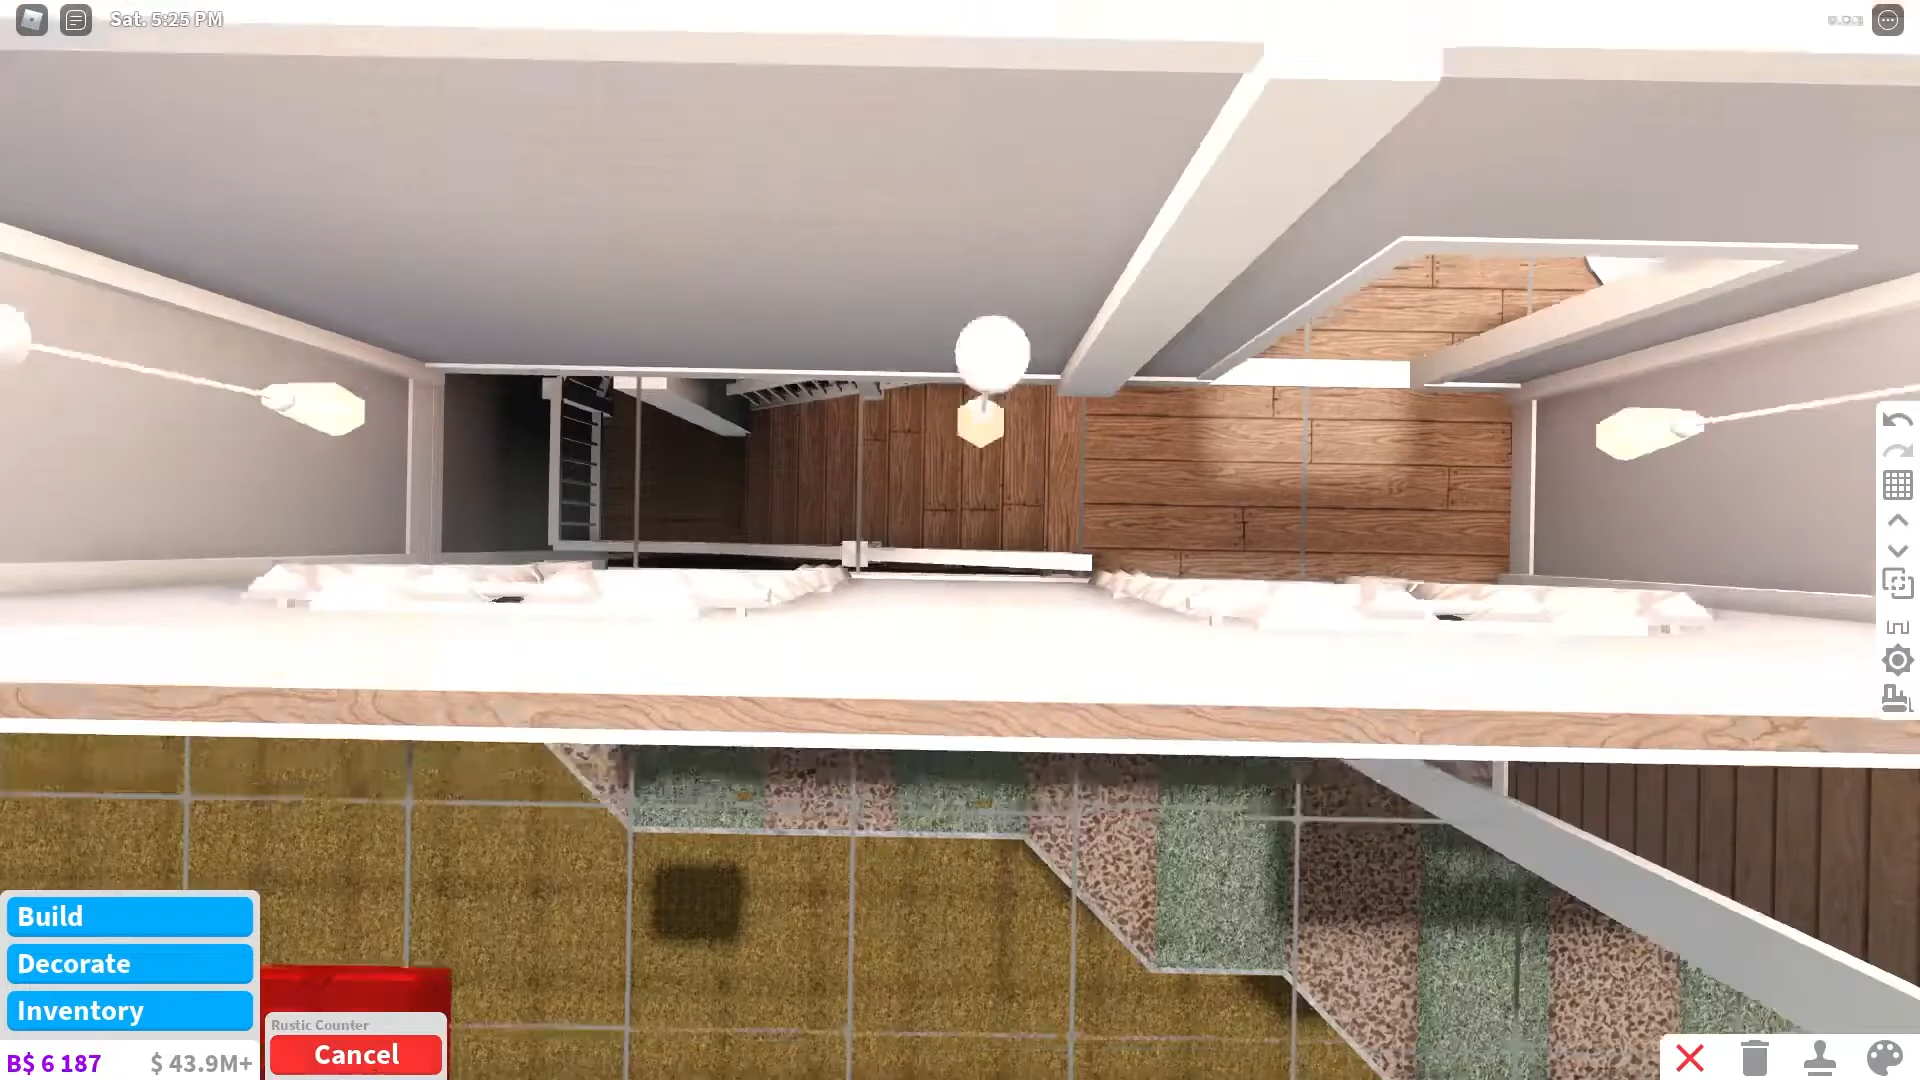 Sat. 5:25 PM
Build
Decorate
Inventory
Rustic Counter
Cancel
B$ 6 187
$ 43.9M+